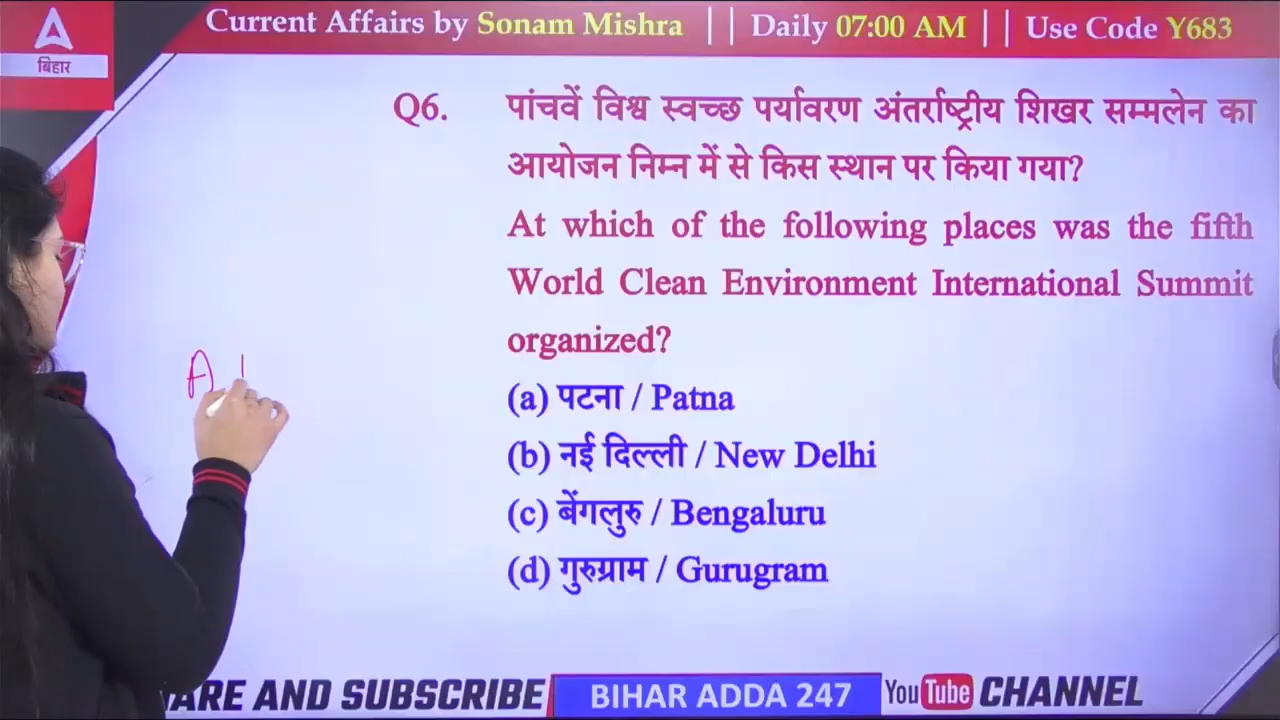 Current Affairs by Sonam Mishra || Daily 07:00 AM || Use Code Y683
बिहार
Q6. पांचवें विश्व स्वच्छ पर्यावरण अंतर्राष्ट्रीय शिखर सम्मलेन का
आयोजन निम्न में से किस स्थान पर किया गया?
At which of the following places was the fifth
World Clean Environment International Summit
organized?
(a) पटना / Patna
(b) नई दिल्ली / New Delhi
(c) बेंगलुरु / Bengaluru
(d) गुरुग्राम / Gurugram
A
AND SUBSCRIBE BIHAR ADDA 247 YouTube CHANNEL